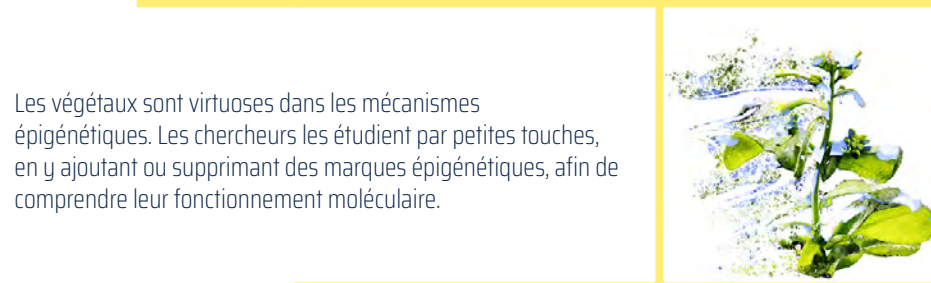 Les végétaux sont virtuoses dans les mécanismes
épigénétiques. Les chercheurs les étudient par petites touches,
en y ajoutant ou supprimant des marques épigénétiques, afin de
comprendre leur fonctionnement moléculaire.